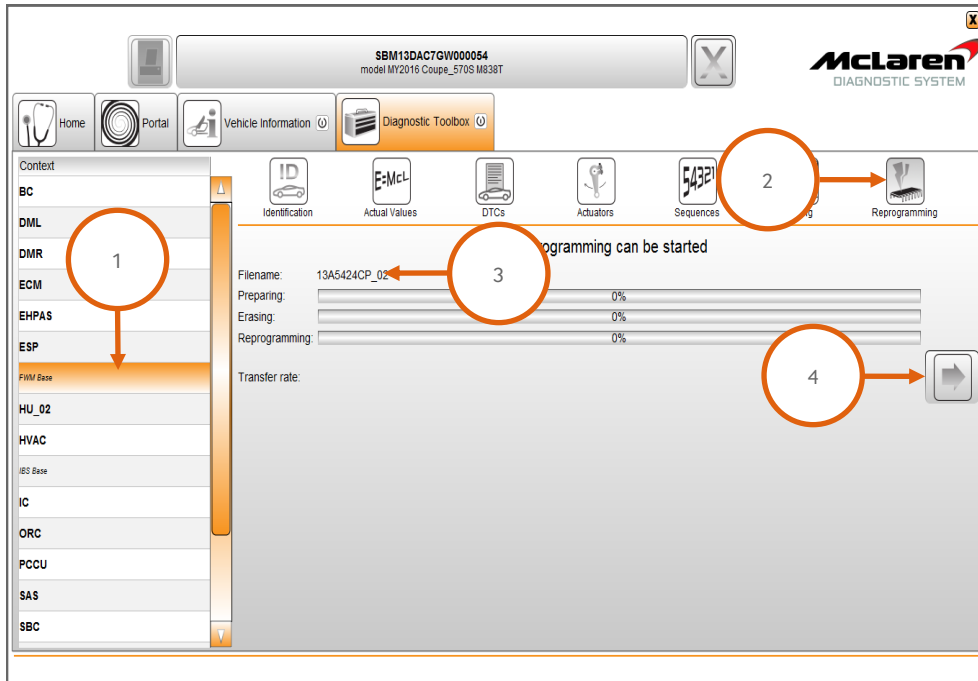 X
SBM13DAC7GW000054
model MY2016 Coupe_570S M838T
X
McLaren
DIAGNOSTIC SYSTEM
Home
Portal
Vehicle Information
Diagnostic Toolbox
Context
BC
DML
DMR
ECM
EHPAS
ESP
FWM Base
HU_02
HVAC
IBS Base
IC
ORC
PCCU
SAS
SBC
ID
E=McL
54321
Identification
Actual Values
DTCs
Actuators
Sequences
Reprogramming
1
2
3
4
programming can be started
Filename: 13A5424CP_02
Preparing: 0%
Erasing: 0%
Reprogramming: 0%
Transfer rate: